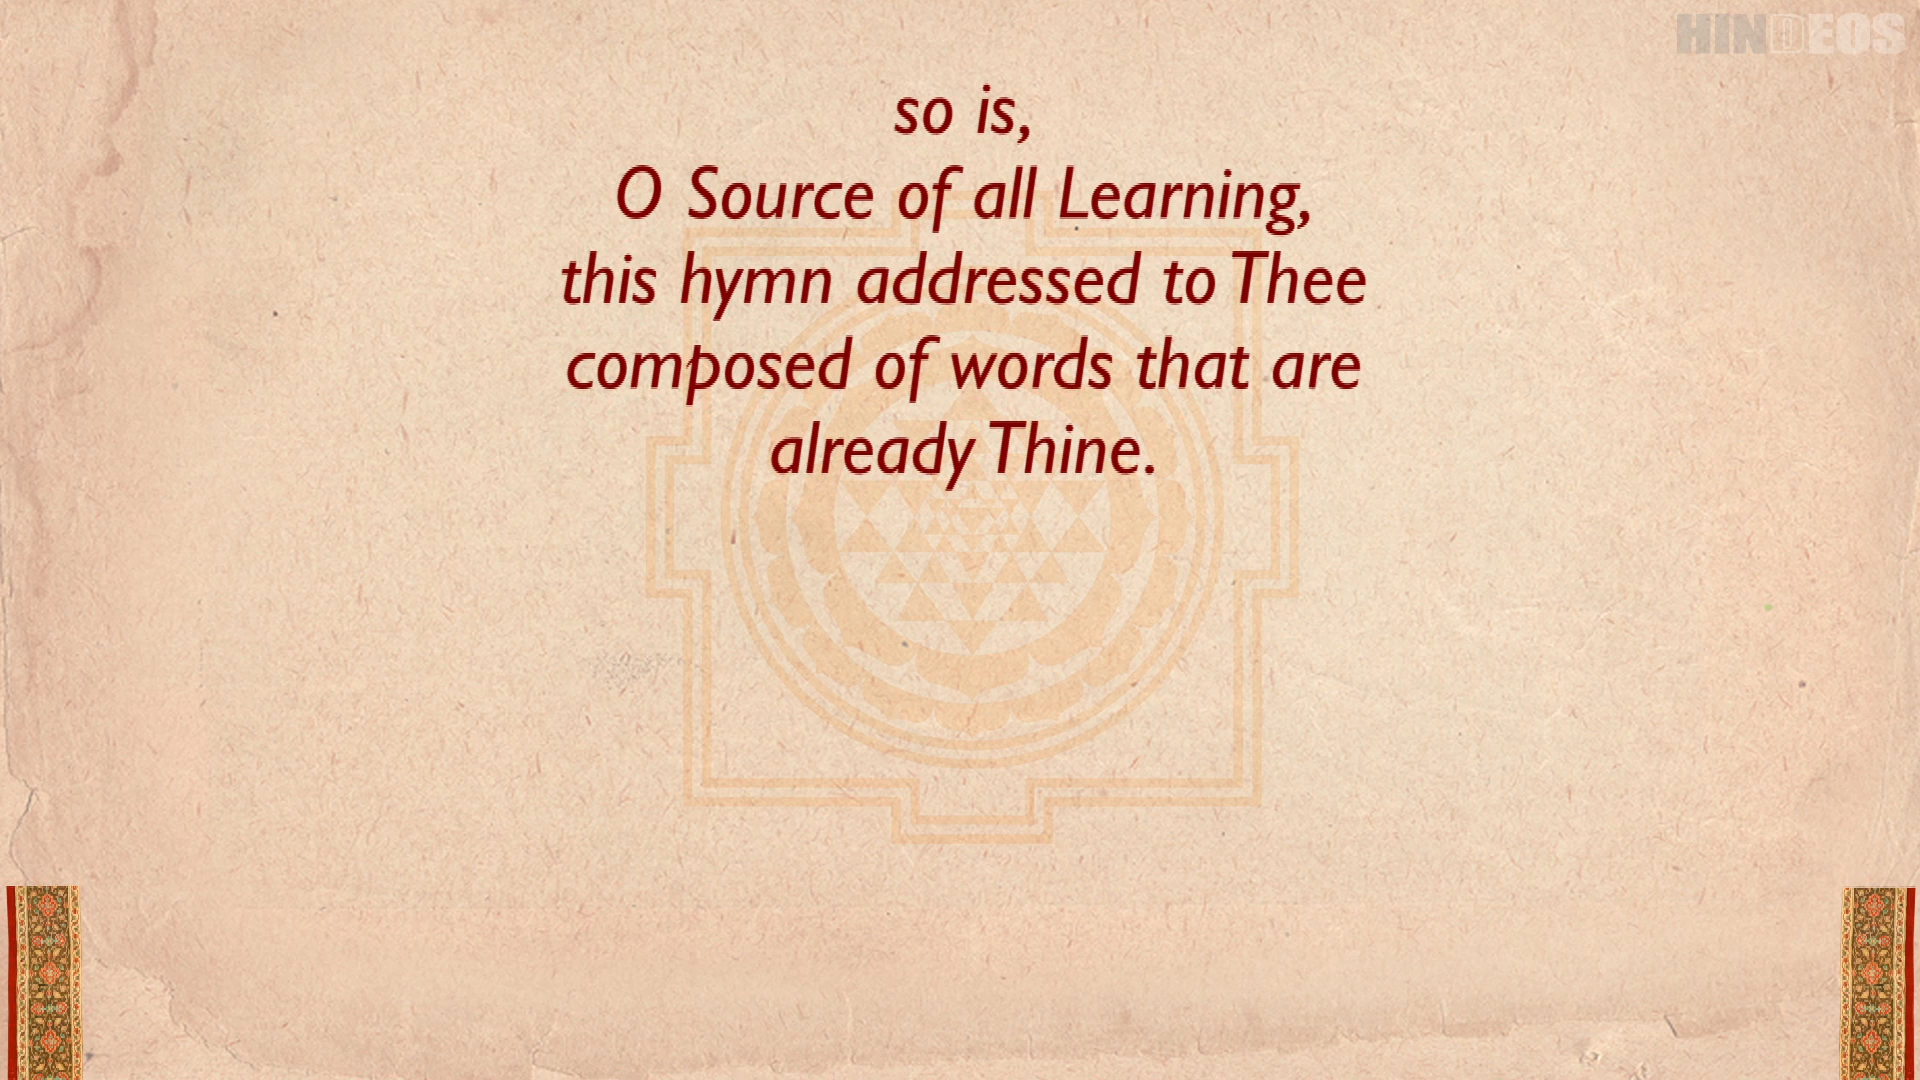 HINDEOS
so is,
O Source of all Learning,
this hymn addressed to Thee
composed of words that are
already Thine.